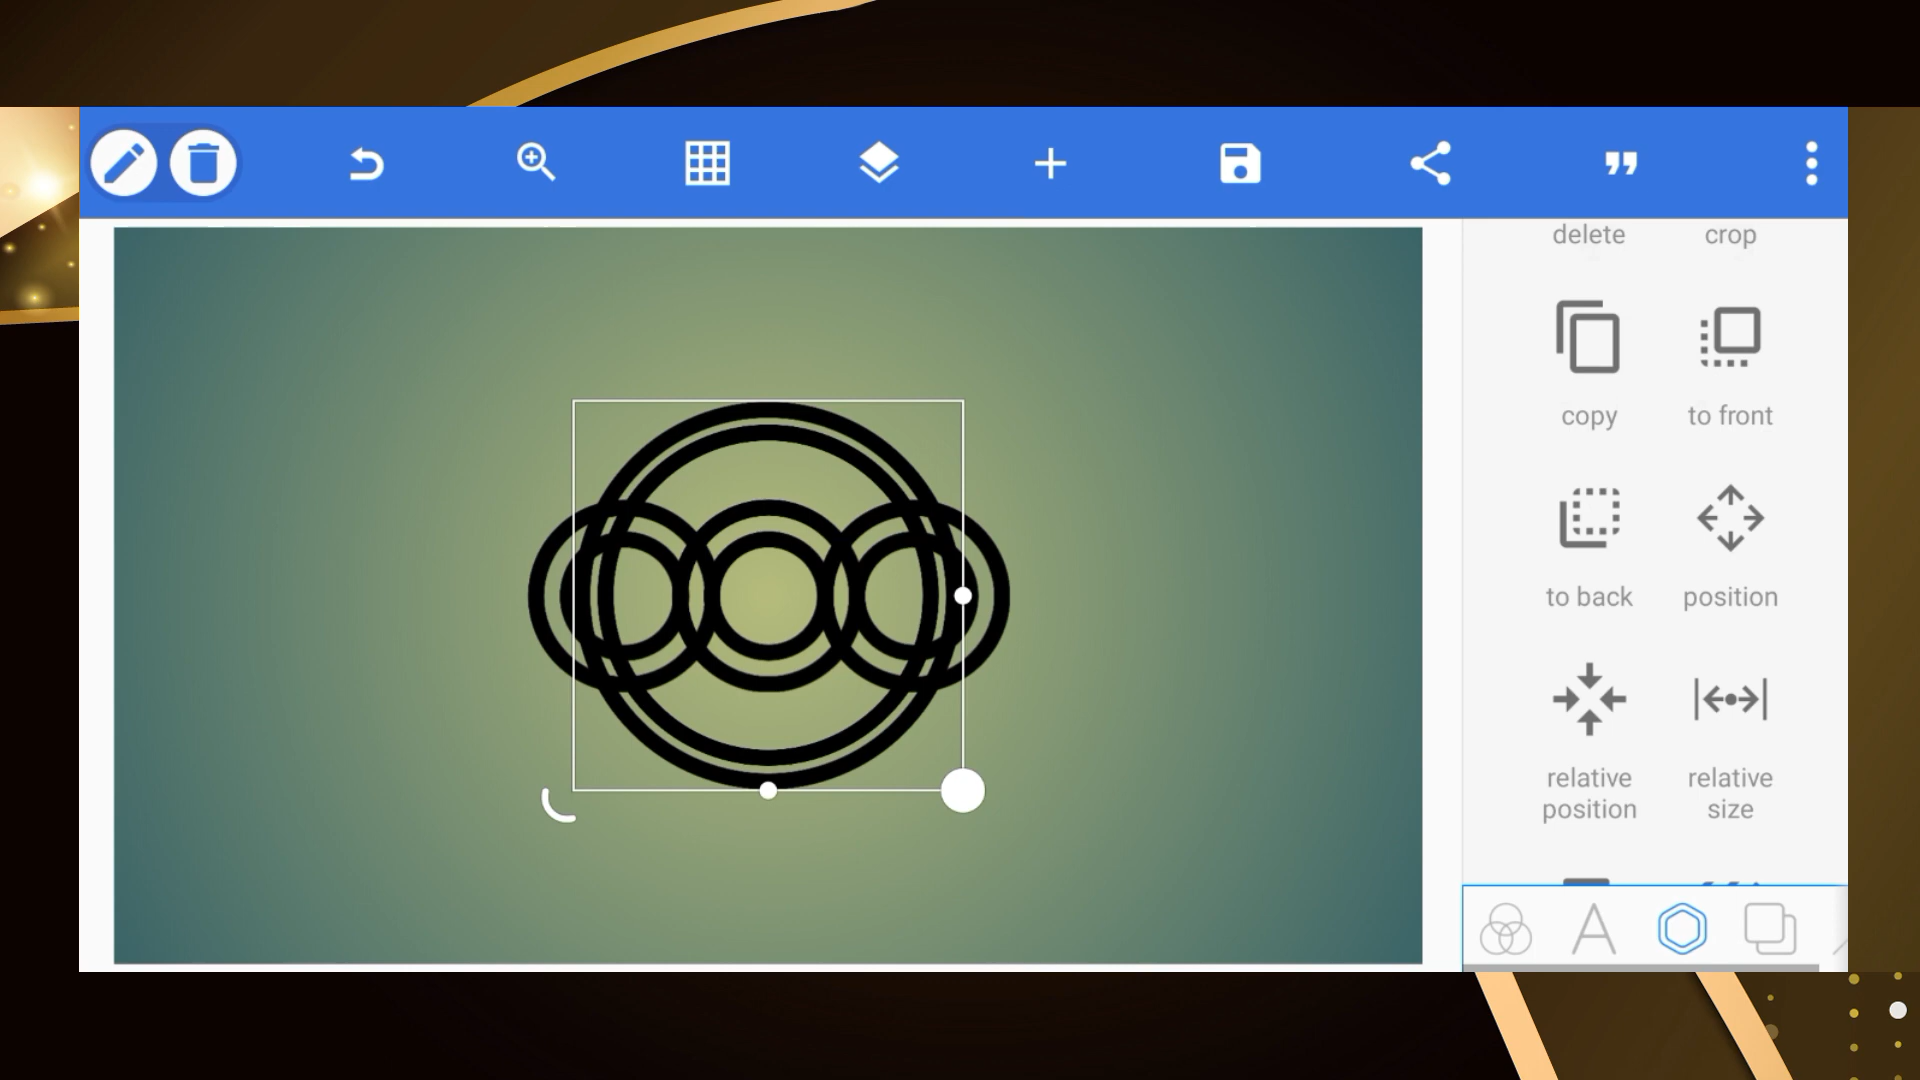 delete crop
copy to front
to back position
relative position relative size